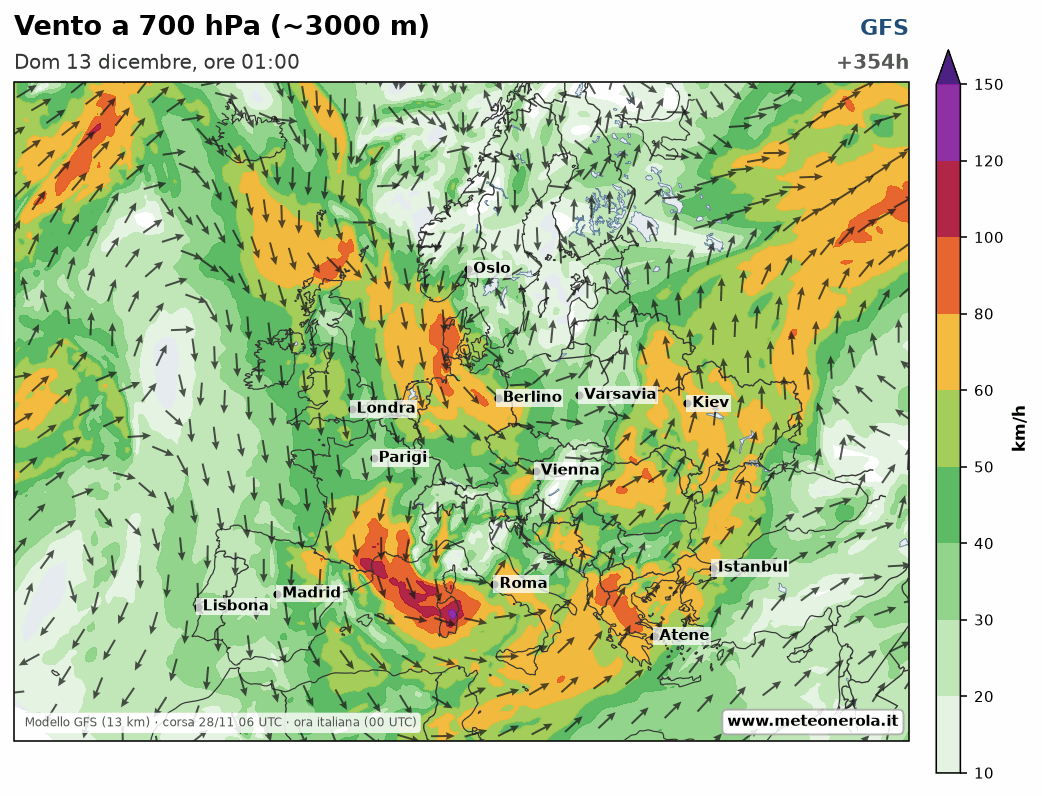 Vento a 700 hPa (~3000 m)
GFS
Dom 13 dicembre, ore 01:00
+354h
150
120
100
80
60
50
40
30
20
10
km/h
Oslo
Londra
Berlino
Varsavia
Kiev
Parigi
Vienna
Istanbul
Madrid
Roma
Lisbona
Atene
Modello GFS (13 km) · corsa 28/11 06 UTC · ora italiana (00 UTC)
www.meteonerola.it